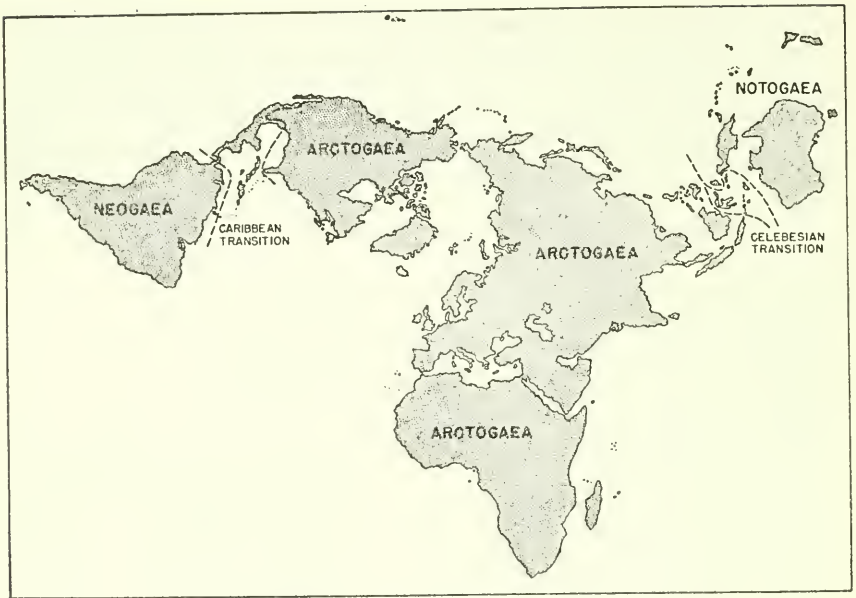 NOTOGAEA
ARCTOGAEA
NEOGAEA
CARIBBEAN
TRANSITION
ARCTOGAEA
CELEBESIAN
TRANSITION
ARCTOGAEA